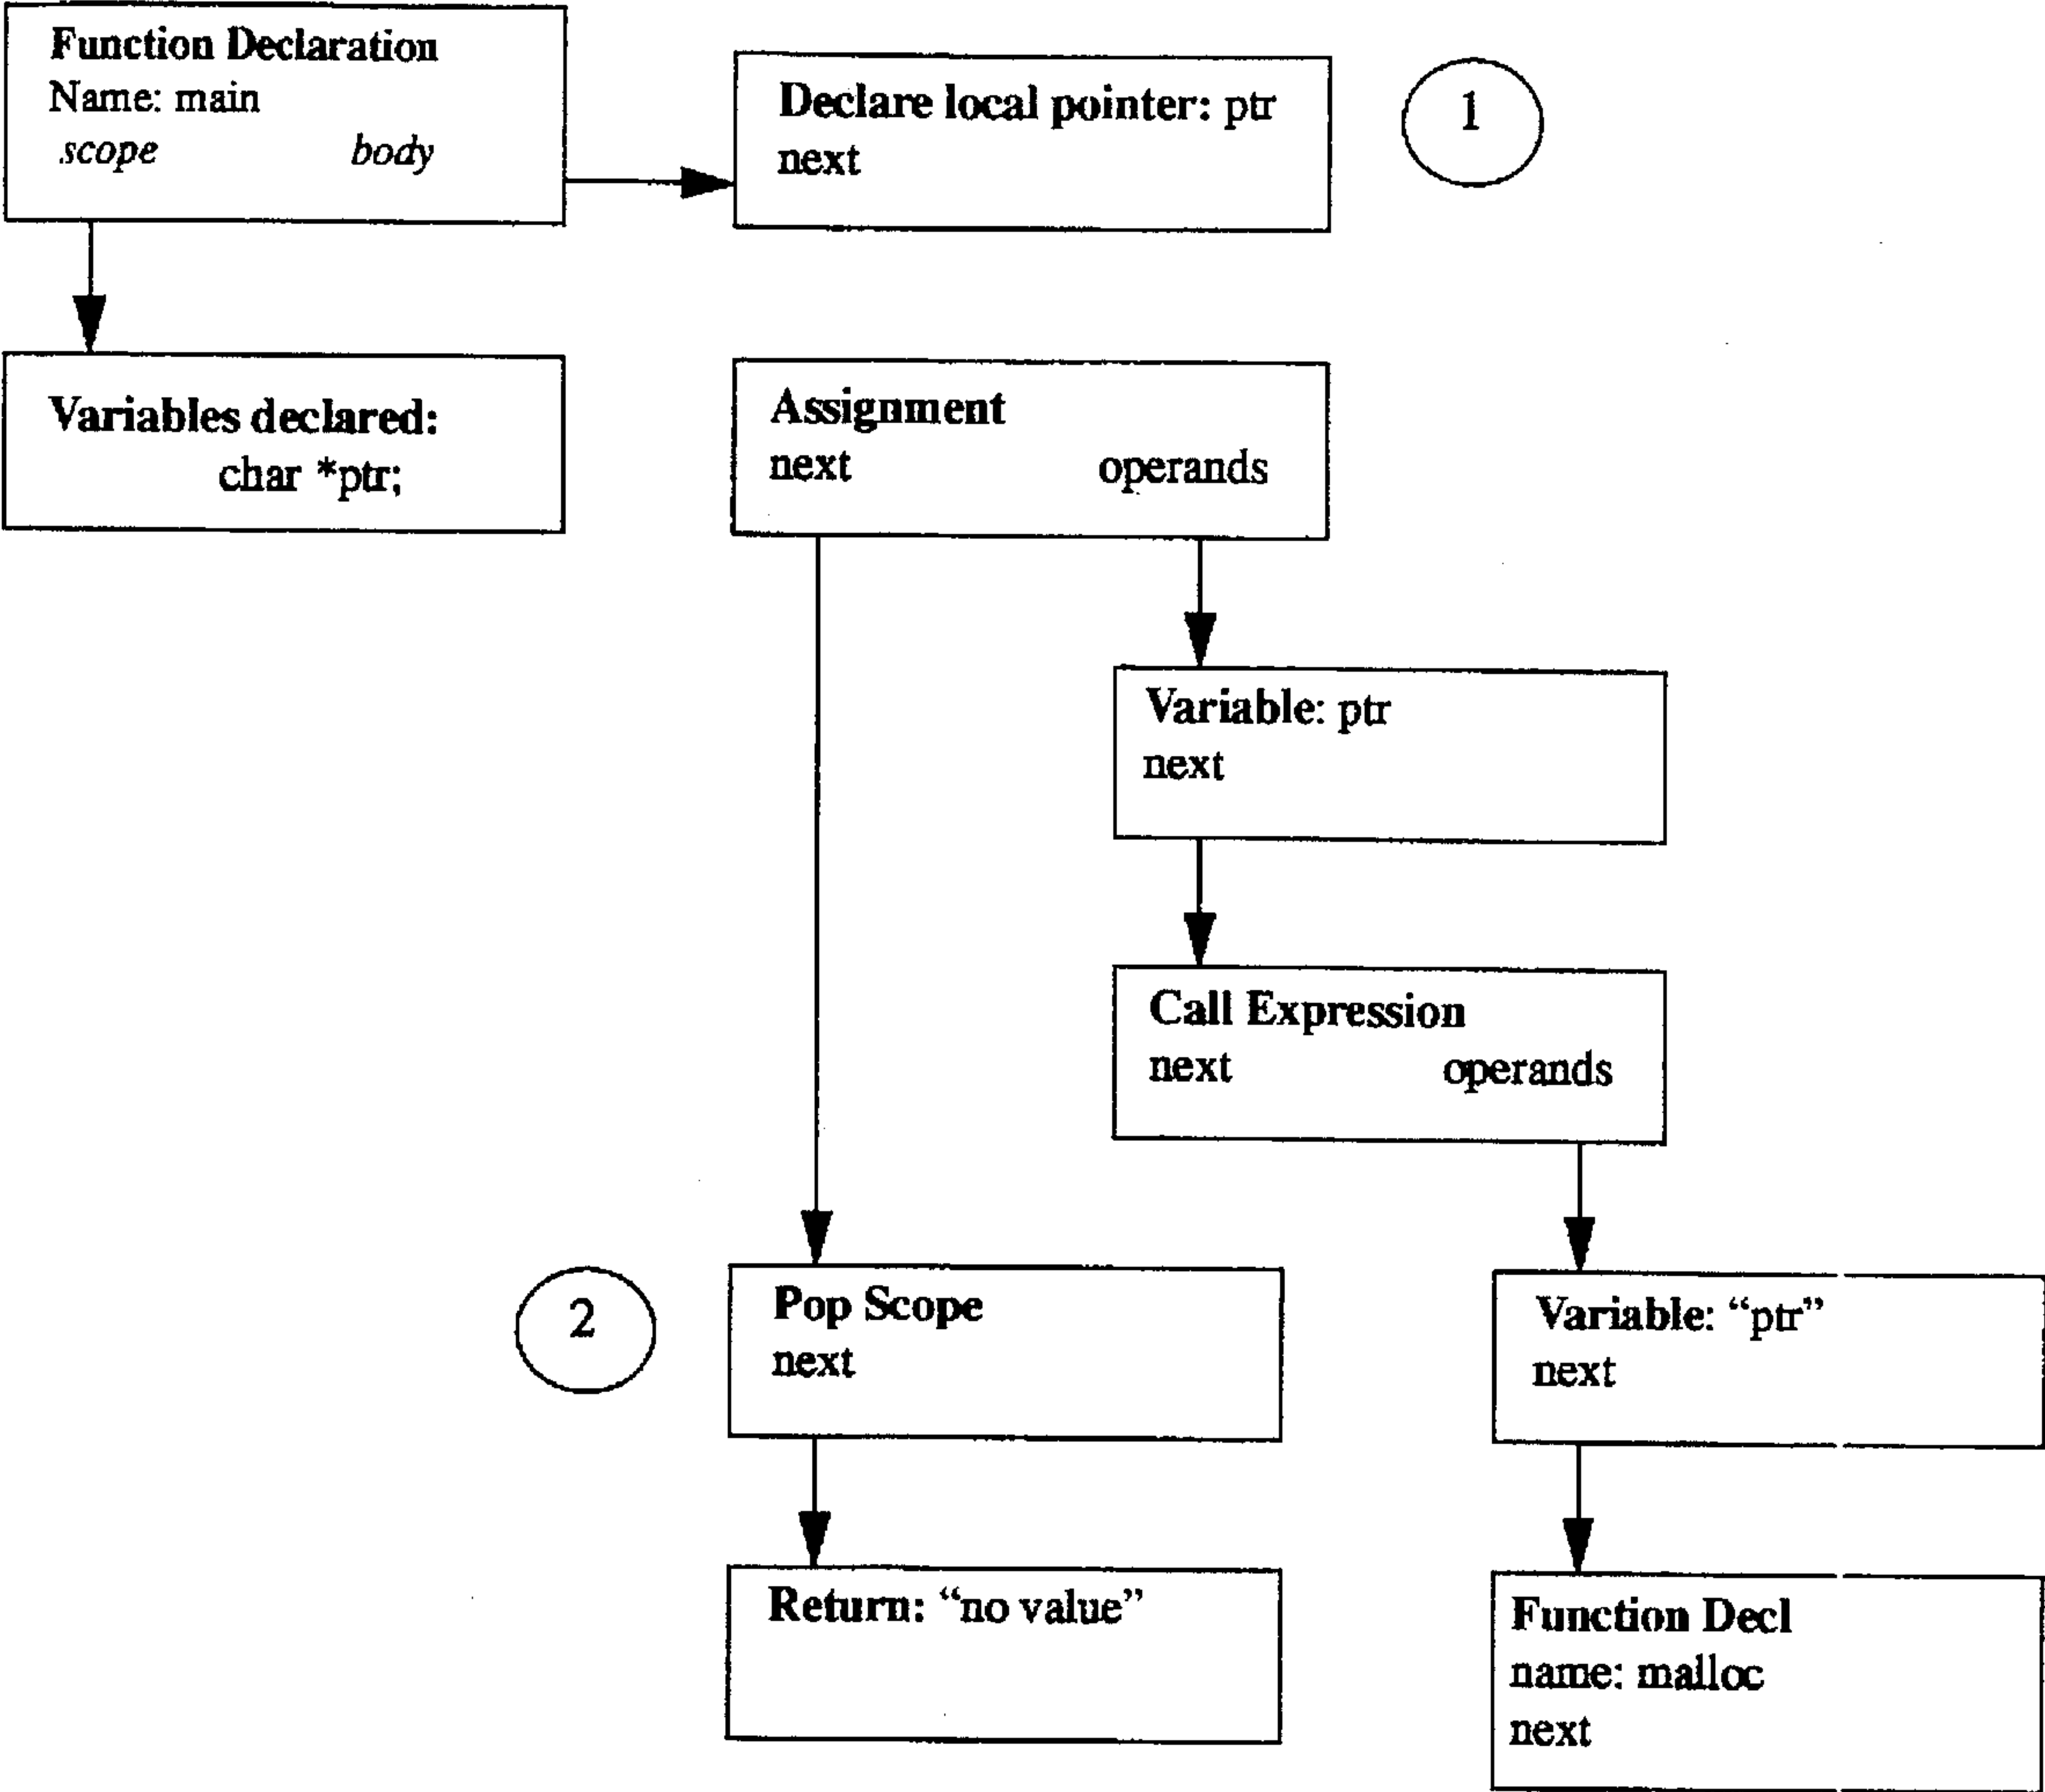 Function Declaration
Name: main
scope body
Declare local pointer: ptr
next
1
Variables declared:
char *ptr;
Assignment
next operands
Variable: ptr
next
Call Expression
next operands
2
Pop Scope
next
Variable: “ptr”
next
Return: “no value”
Function Decl
name: malloc
next